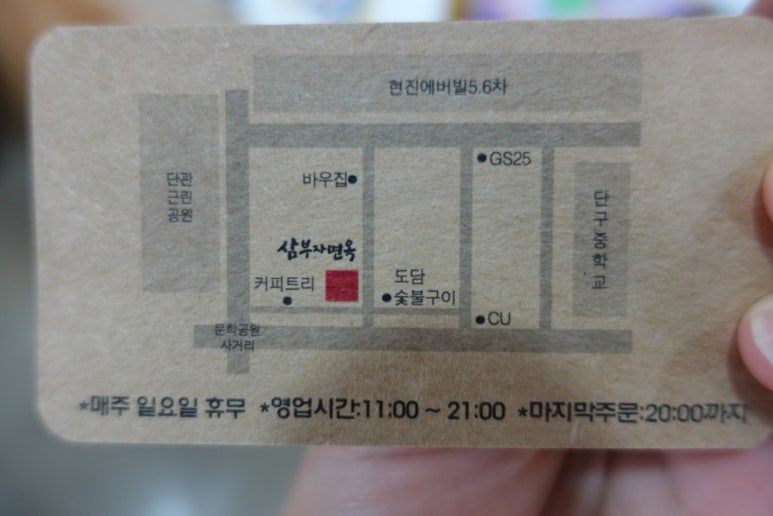 현진에버빌5.6차
단관
근린
공원
바우집
GS25
단구중학교
삼부자면옥
커피트리
도담
숯불구이
CU
문학공원
사거리
*매주 일요일 휴무 *영업시간:11:00 ~ 21:00 *마지막주문:20:00까지